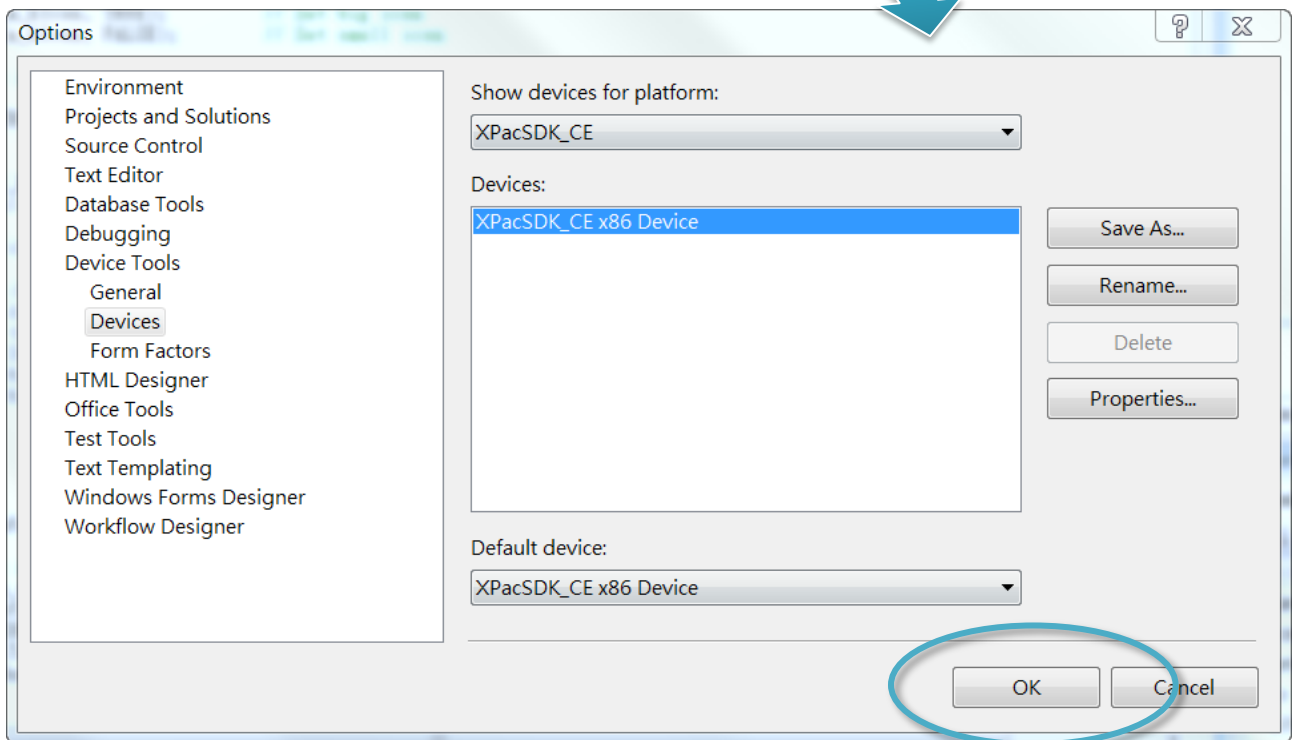 Options
Environment
Projects and Solutions
Source Control
Text Editor
Database Tools
Debugging
Device Tools
General
Devices
Form Factors
HTML Designer
Office Tools
Test Tools
Text Templating
Windows Forms Designer
Workflow Designer
Show devices for platform:
XPacSDK_CE
Devices:
XPacSDK_CE x86 Device
Save As...
Rename...
Delete
Properties...
Default device:
XPacSDK_CE x86 Device
OK
Cancel